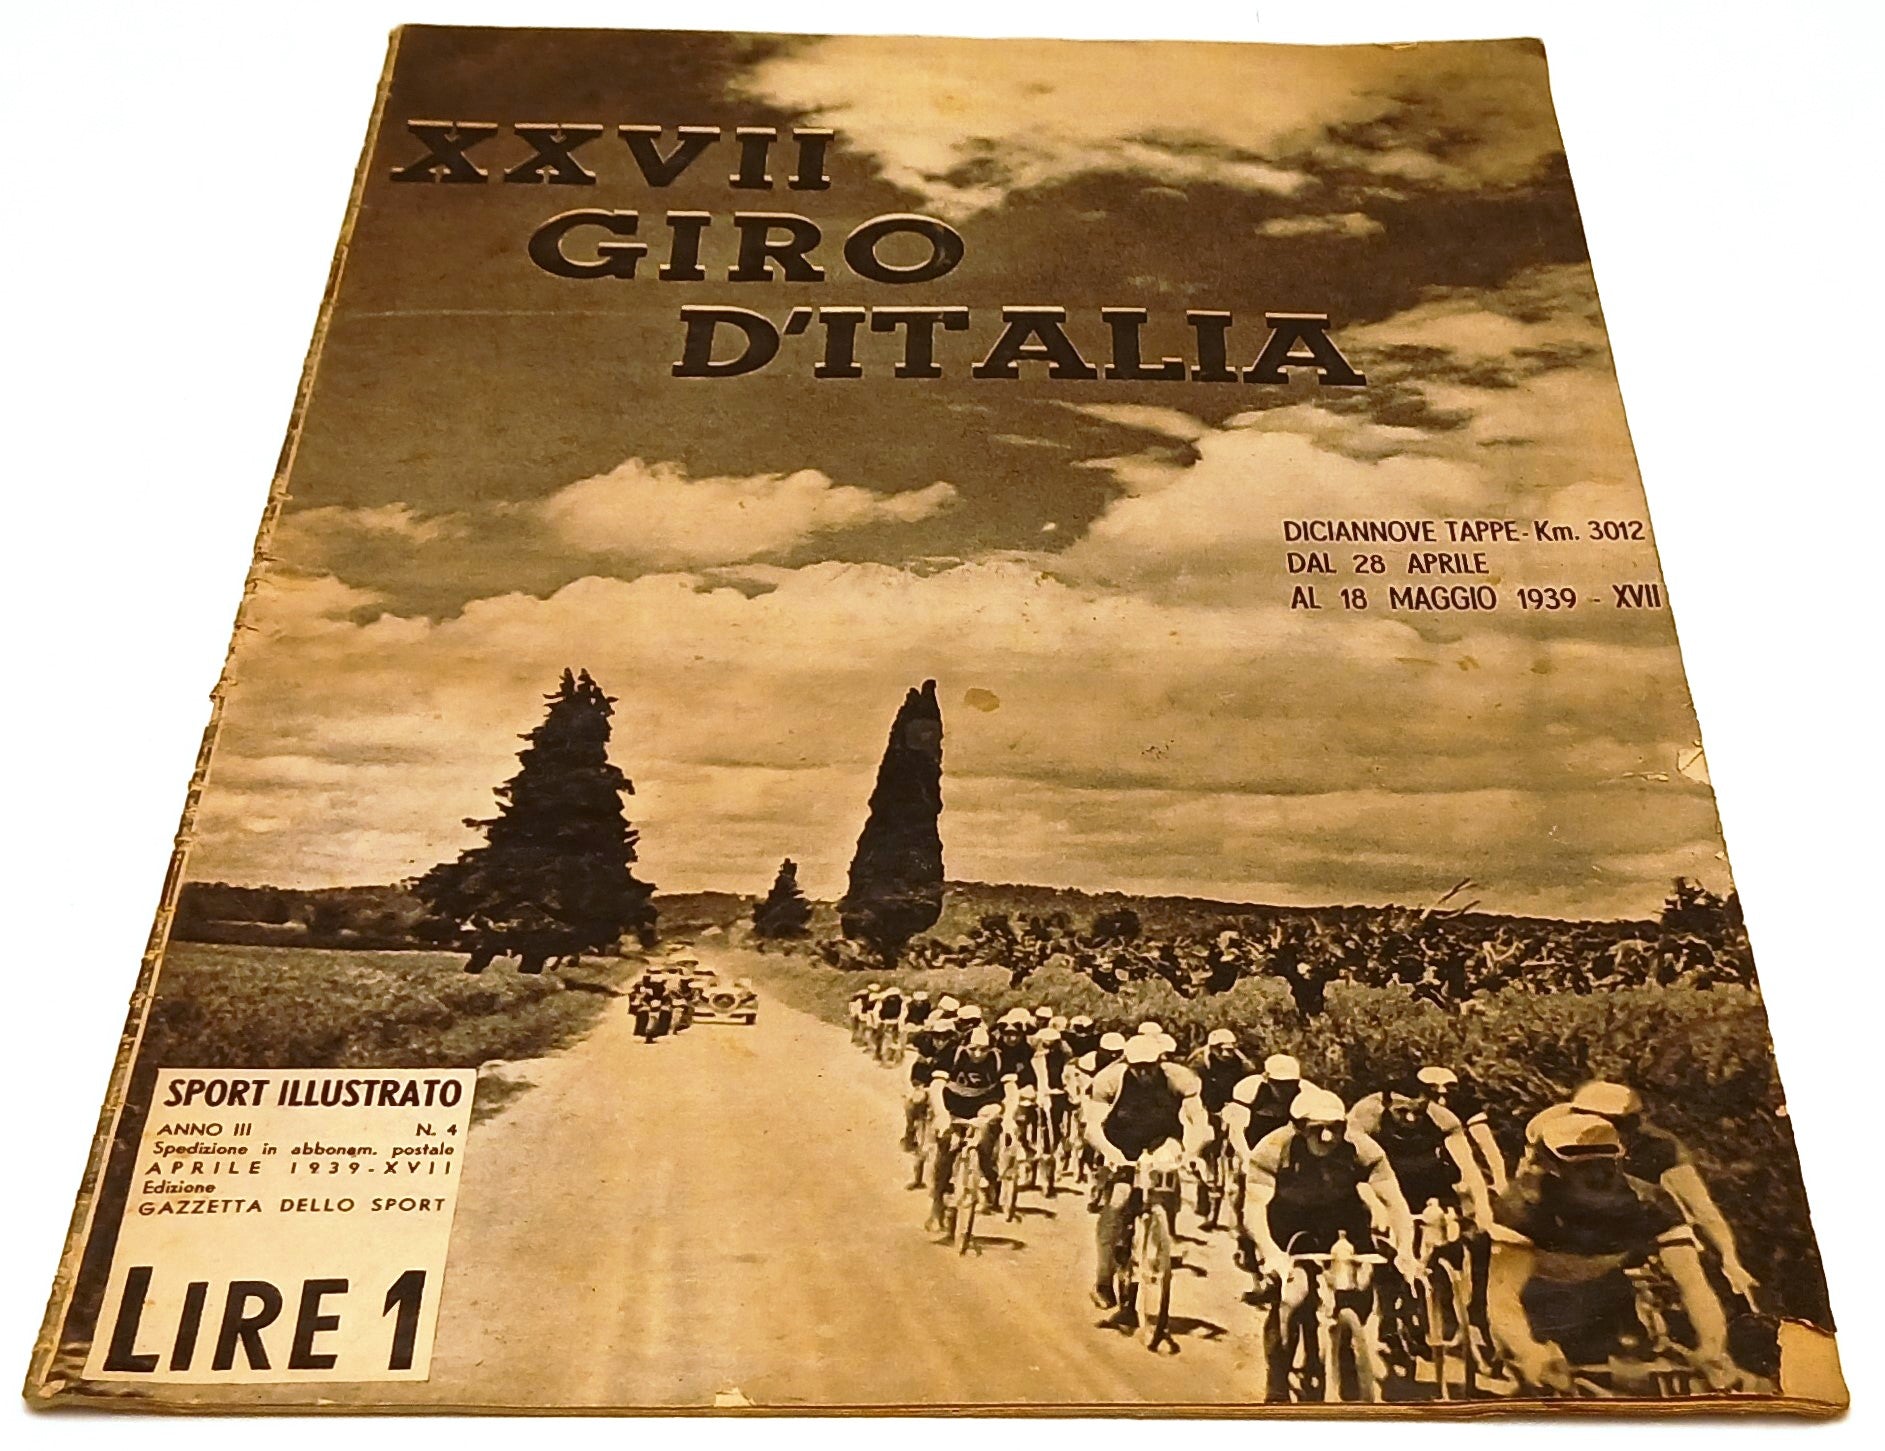 XXVII
GIRO
D'ITALIA
DICIANNOVE TAPPE - Km. 3012
DAL 28 APRILE
AL 18 MAGGIO 1939 - XVII
SPORT ILLUSTRATO
ANNO III N. 4
Spedizione in abbonam. postale
APRILE 1939-XVII
Edizione
GAZZETTA DELLO SPORT
LIRE 1